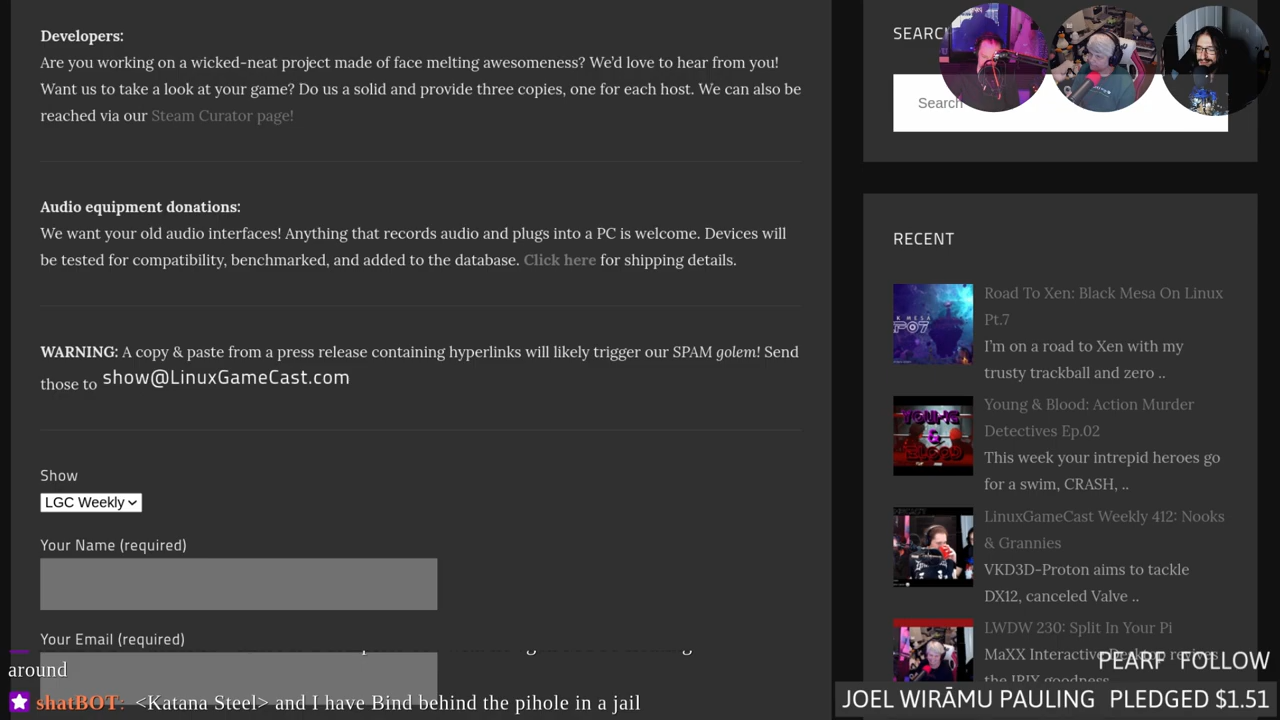 Developers:
Are you working on a wicked-neat project made of face melting awesomeness? We'd love to hear from you!
Want us to take a look at your game? Do us a solid and provide three copies, one for each host. We can also be
reached via our Steam Curator page!
Audio equipment donations:
We want your old audio interfaces! Anything that records audio and plugs into a PC is welcome. Devices will
be tested for compatibility, benchmarked, and added to the database. Click here for shipping details.
WARNING: A copy & paste from a press release containing hyperlinks will likely trigger our SPAM golem! Send
those to show@LinuxGameCast.com
Show
LGC Weekly
Your Name (required)
Your Email (required)
around
shatBOT: <Katana Steel> and I have Bind behind the pihole in a jail
Search
RECENT
Road To Xen: Black Mesa On Linux
Pt.7
I'm on a road to Xen with my
trusty trackball and zero ..
Young & Blood: Action Murder
Detectives Ep.02
This week your intrepid heroes go
for a swim, CRASH, ..
LinuxGameCast Weekly 412: Nooks
& Grannies
VKD3D-Proton aims to tackle
DX12, canceled Valve ..
LWDW 230: Split In Your Pi
MaXX Interactive Desktop revives
the IRIX goodness
PEARF FOLLOW
JOEL WIRĀMU PAULING PLEDGED $1.51